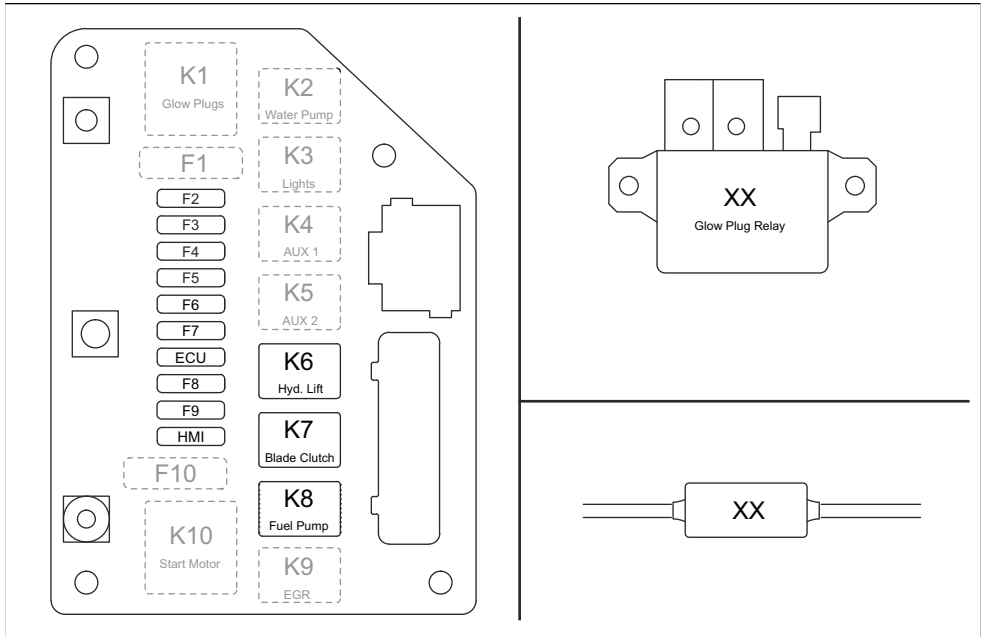 K1
Glow Plugs
F1
F2
F3
F4
F5
F6
F7
ECU
F8
F9
HMI
F10
K10
Start Motor
K2
Water Pump
K3
Lights
K4
AUX 1
K5
AUX 2
K6
Hyd. Lift
K7
Blade Clutch
K8
Fuel Pump
K9
EGR
XX
Glow Plug Relay
XX